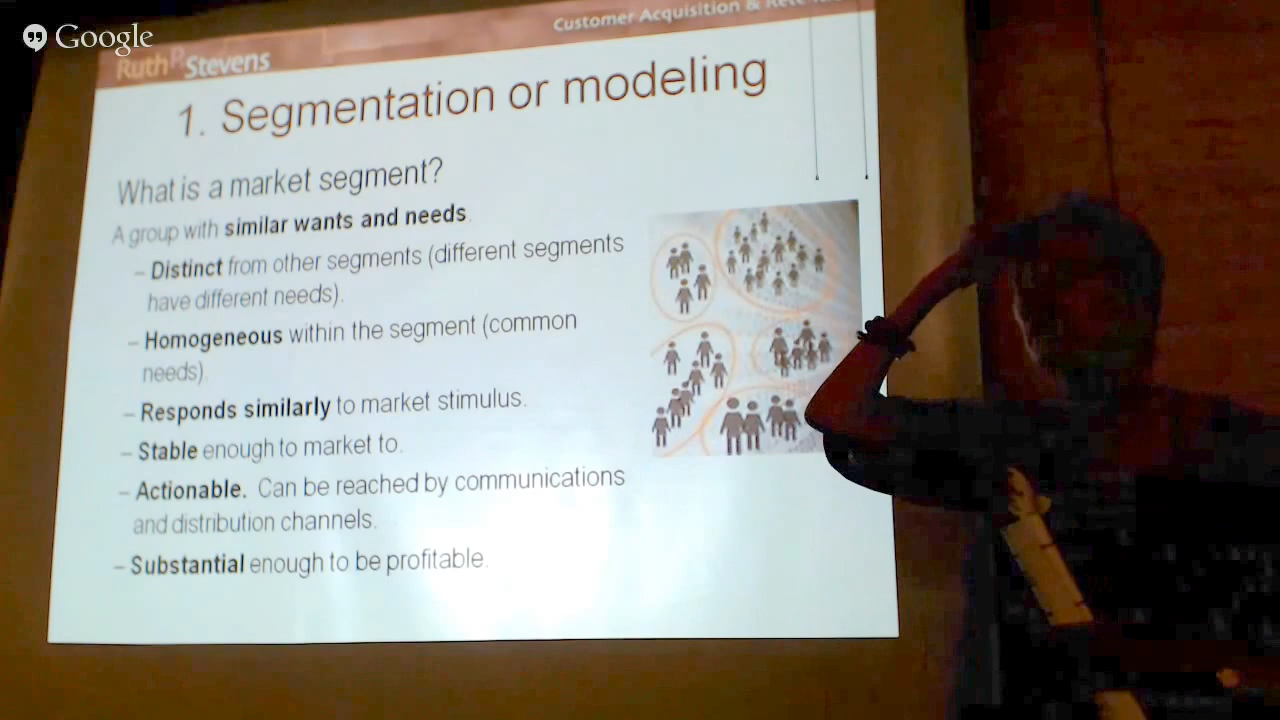 Google
Customer Acquisition &
Ruth P. Stevens
1. Segmentation or modeling
What is a market segment?
A group with similar wants and needs.
– Distinct from other segments (different segments
have different needs).
– Homogeneous within the segment (common
needs).
– Responds similarly to market stimulus.
– Stable enough to market to.
– Actionable. Can be reached by communications
and distribution channels.
– Substantial enough to be profitable.